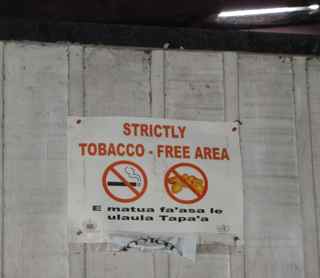 STRICTLY
TOBACCO - FREE AREA
E matua fa'asa le
ulaula Tapa'a